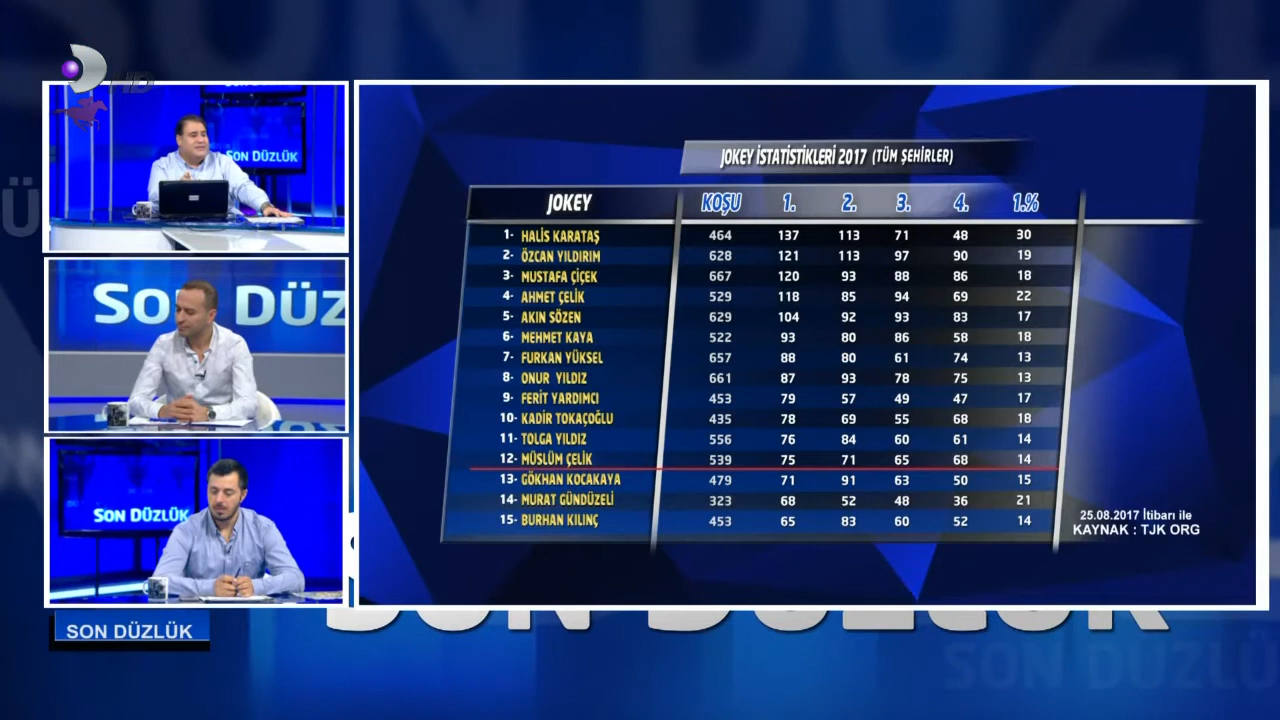 HD
SON DÜZLÜK
SON DÜZ
SON DÜZLÜK
SON DÜZLÜK
JOKEY İSTATİSTİKLERİ 2017 (TÜM ŞEHİRLER)
JOKEY KOŞU 1. 2. 3. 4. 1.%
1- HALİS KARATAŞ 464 137 113 71 48 30
2- ÖZCAN YILDIRIM 628 121 113 97 90 19
3- MUSTAFA ÇİÇEK 667 120 93 88 86 18
4- AHMET ÇELİK 529 118 85 94 69 22
5- AKIN SÖZEN 629 104 92 93 83 17
6- MEHMET KAYA 522 93 80 86 58 18
7- FURKAN YÜKSEL 657 88 80 61 74 13
8- ONUR YILDIZ 661 87 93 78 75 13
9- FERİT YARDIMCI 453 79 57 49 47 17
10- KADİR TOKAÇOĞLU 435 78 69 55 68 18
11- TOLGA YILDIZ 556 76 84 60 61 14
12- MÜSLÜM ÇELİK 539 75 71 65 68 14
13- GÖKHAN KOCAKAYA 479 71 91 63 50 15
14- MURAT GÜNDÜZELİ 323 68 52 48 36 21
15- BURHAN KILINÇ 453 65 83 60 52 14
25.08.2017 İtibarı ile
KAYNAK : TJK ORG
SON DÜZLÜK
SON DÜZLÜ